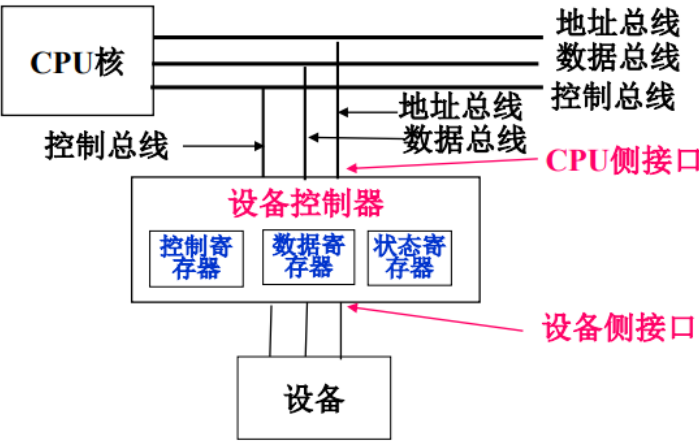 地址总线
CPU核
数据总线
控制总线
地址总线
控制总线
数据总线
CPU侧接口
设备控制器
控制寄
存器
数据寄
存器
状态寄
存器
设备侧接口
设备